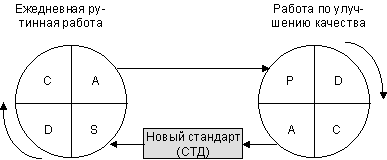 Ежедневная ру-
тинная работа
Работа по улуч-
шению качества
C A
D S
P D
A C
Новый стандарт
(СТД)